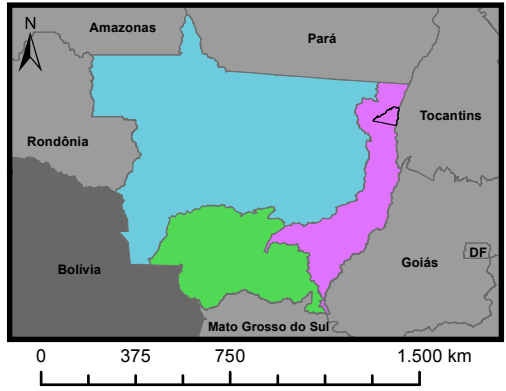 N
Amazonas
Pará
Tocantins
Rondônia
Bolívia
Goiás
DF
Mato Grosso do Sul
0 375 750 1.500 km